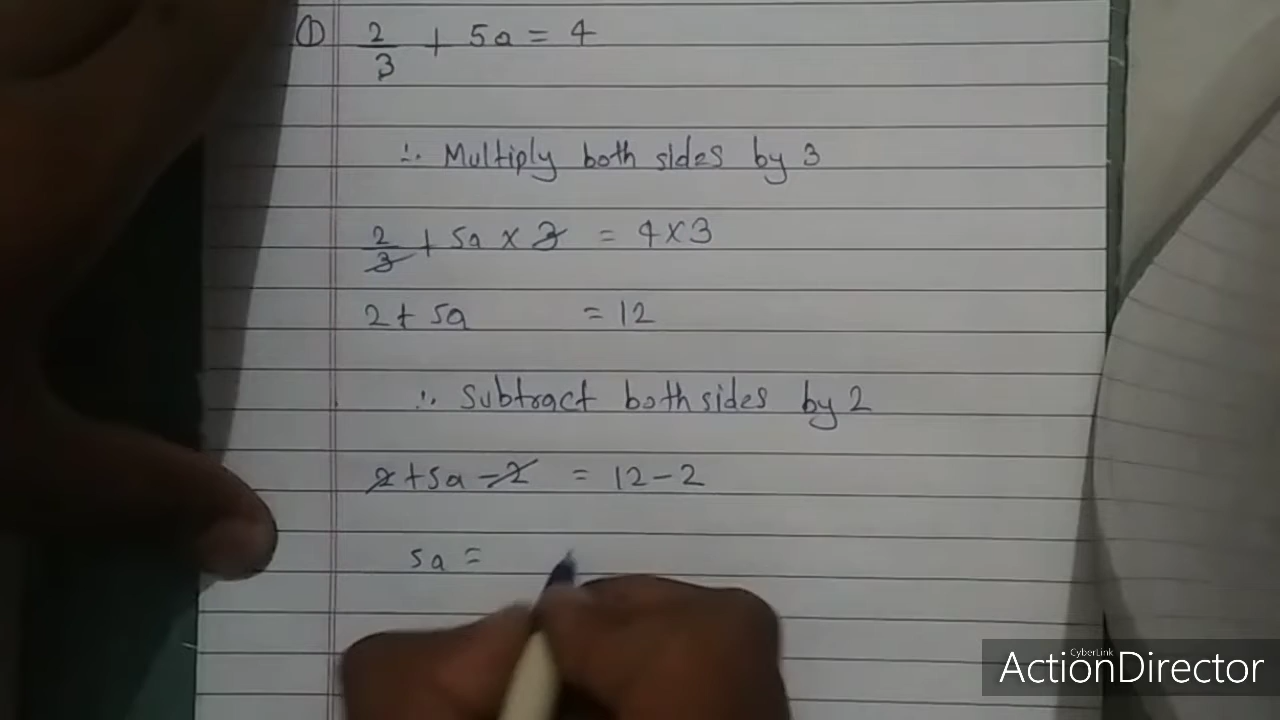 ① 2/3 + 5a = 4
∴ Multiply both sides by 3
2/3 + 5a × 3 = 4×3
2 + 5a = 12
∴ Subtract both sides by 2
2 + 5a - 2 = 12 - 2
5a =
CyberLink
ActionDirector